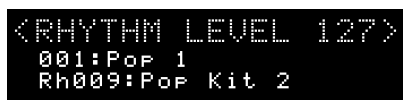 <RHYTHM LEVEL 127>
001:Pop 1
Rh009:Pop Kit 2